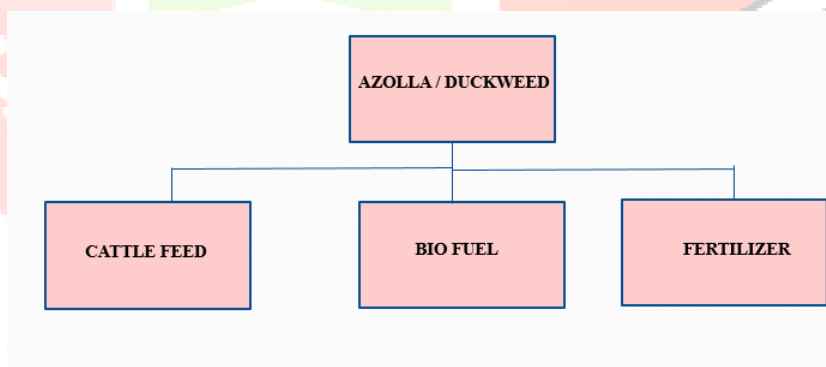 AZOLLA / DUCKWEED
CATTLE FEED
BIO FUEL
FERTILIZER